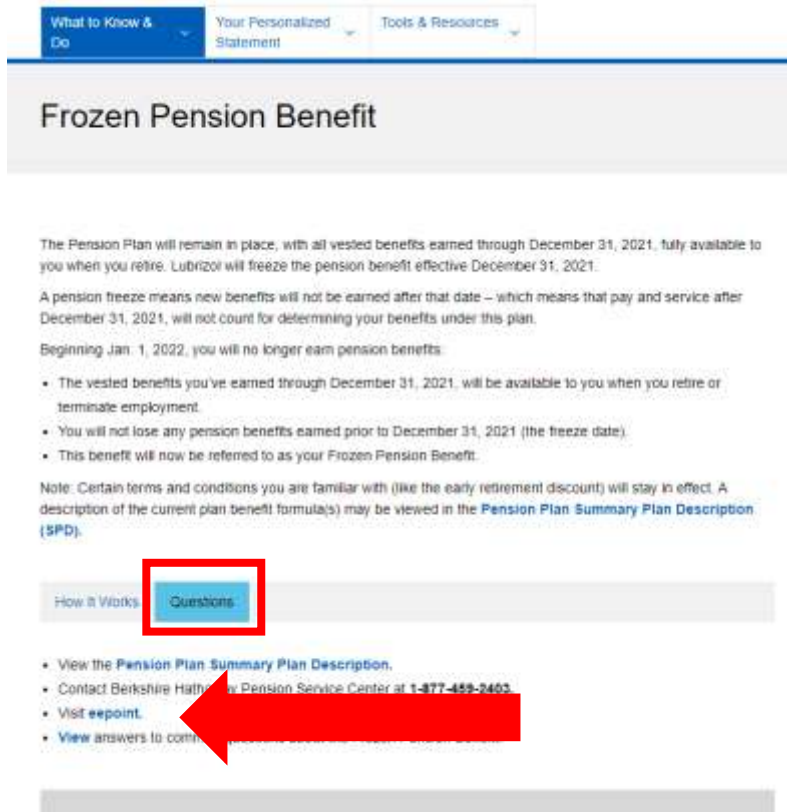 What to Know &
Do
Your Personalized
Statement
Tools & Resources
Frozen Pension Benefit
The Pension Plan will remain in place, with all vested benefits earned through December 31, 2021, fully available to
you when you retire. Lubrizol will freeze the pension benefit effective December 31, 2021.
A pension freeze means new benefits will not be earned after that date – which means that pay and service after
December 31, 2021, will not count for determining your benefits under this plan.
Beginning Jan. 1, 2022, you will no longer earn pension benefits.
• The vested benefits you've earned through December 31, 2021, will be available to you when you retire or
terminate employment.
• You will not lose any pension benefits earned prior to December 31, 2021 (the freeze date).
• This benefit will now be referred to as your Frozen Pension Benefit.
Note: Certain terms and conditions you are familiar with (like the early retirement discount) will stay in effect. A
description of the current plan benefit formula(s) may be viewed in the Pension Plan Summary Plan Description
(SPD).
How It Works
Questions
• View the Pension Plan Summary Plan Description.
• Contact Berkshire Pension Service Center at 1-877-459-2403.
• Visit eepoint.
• View answers to